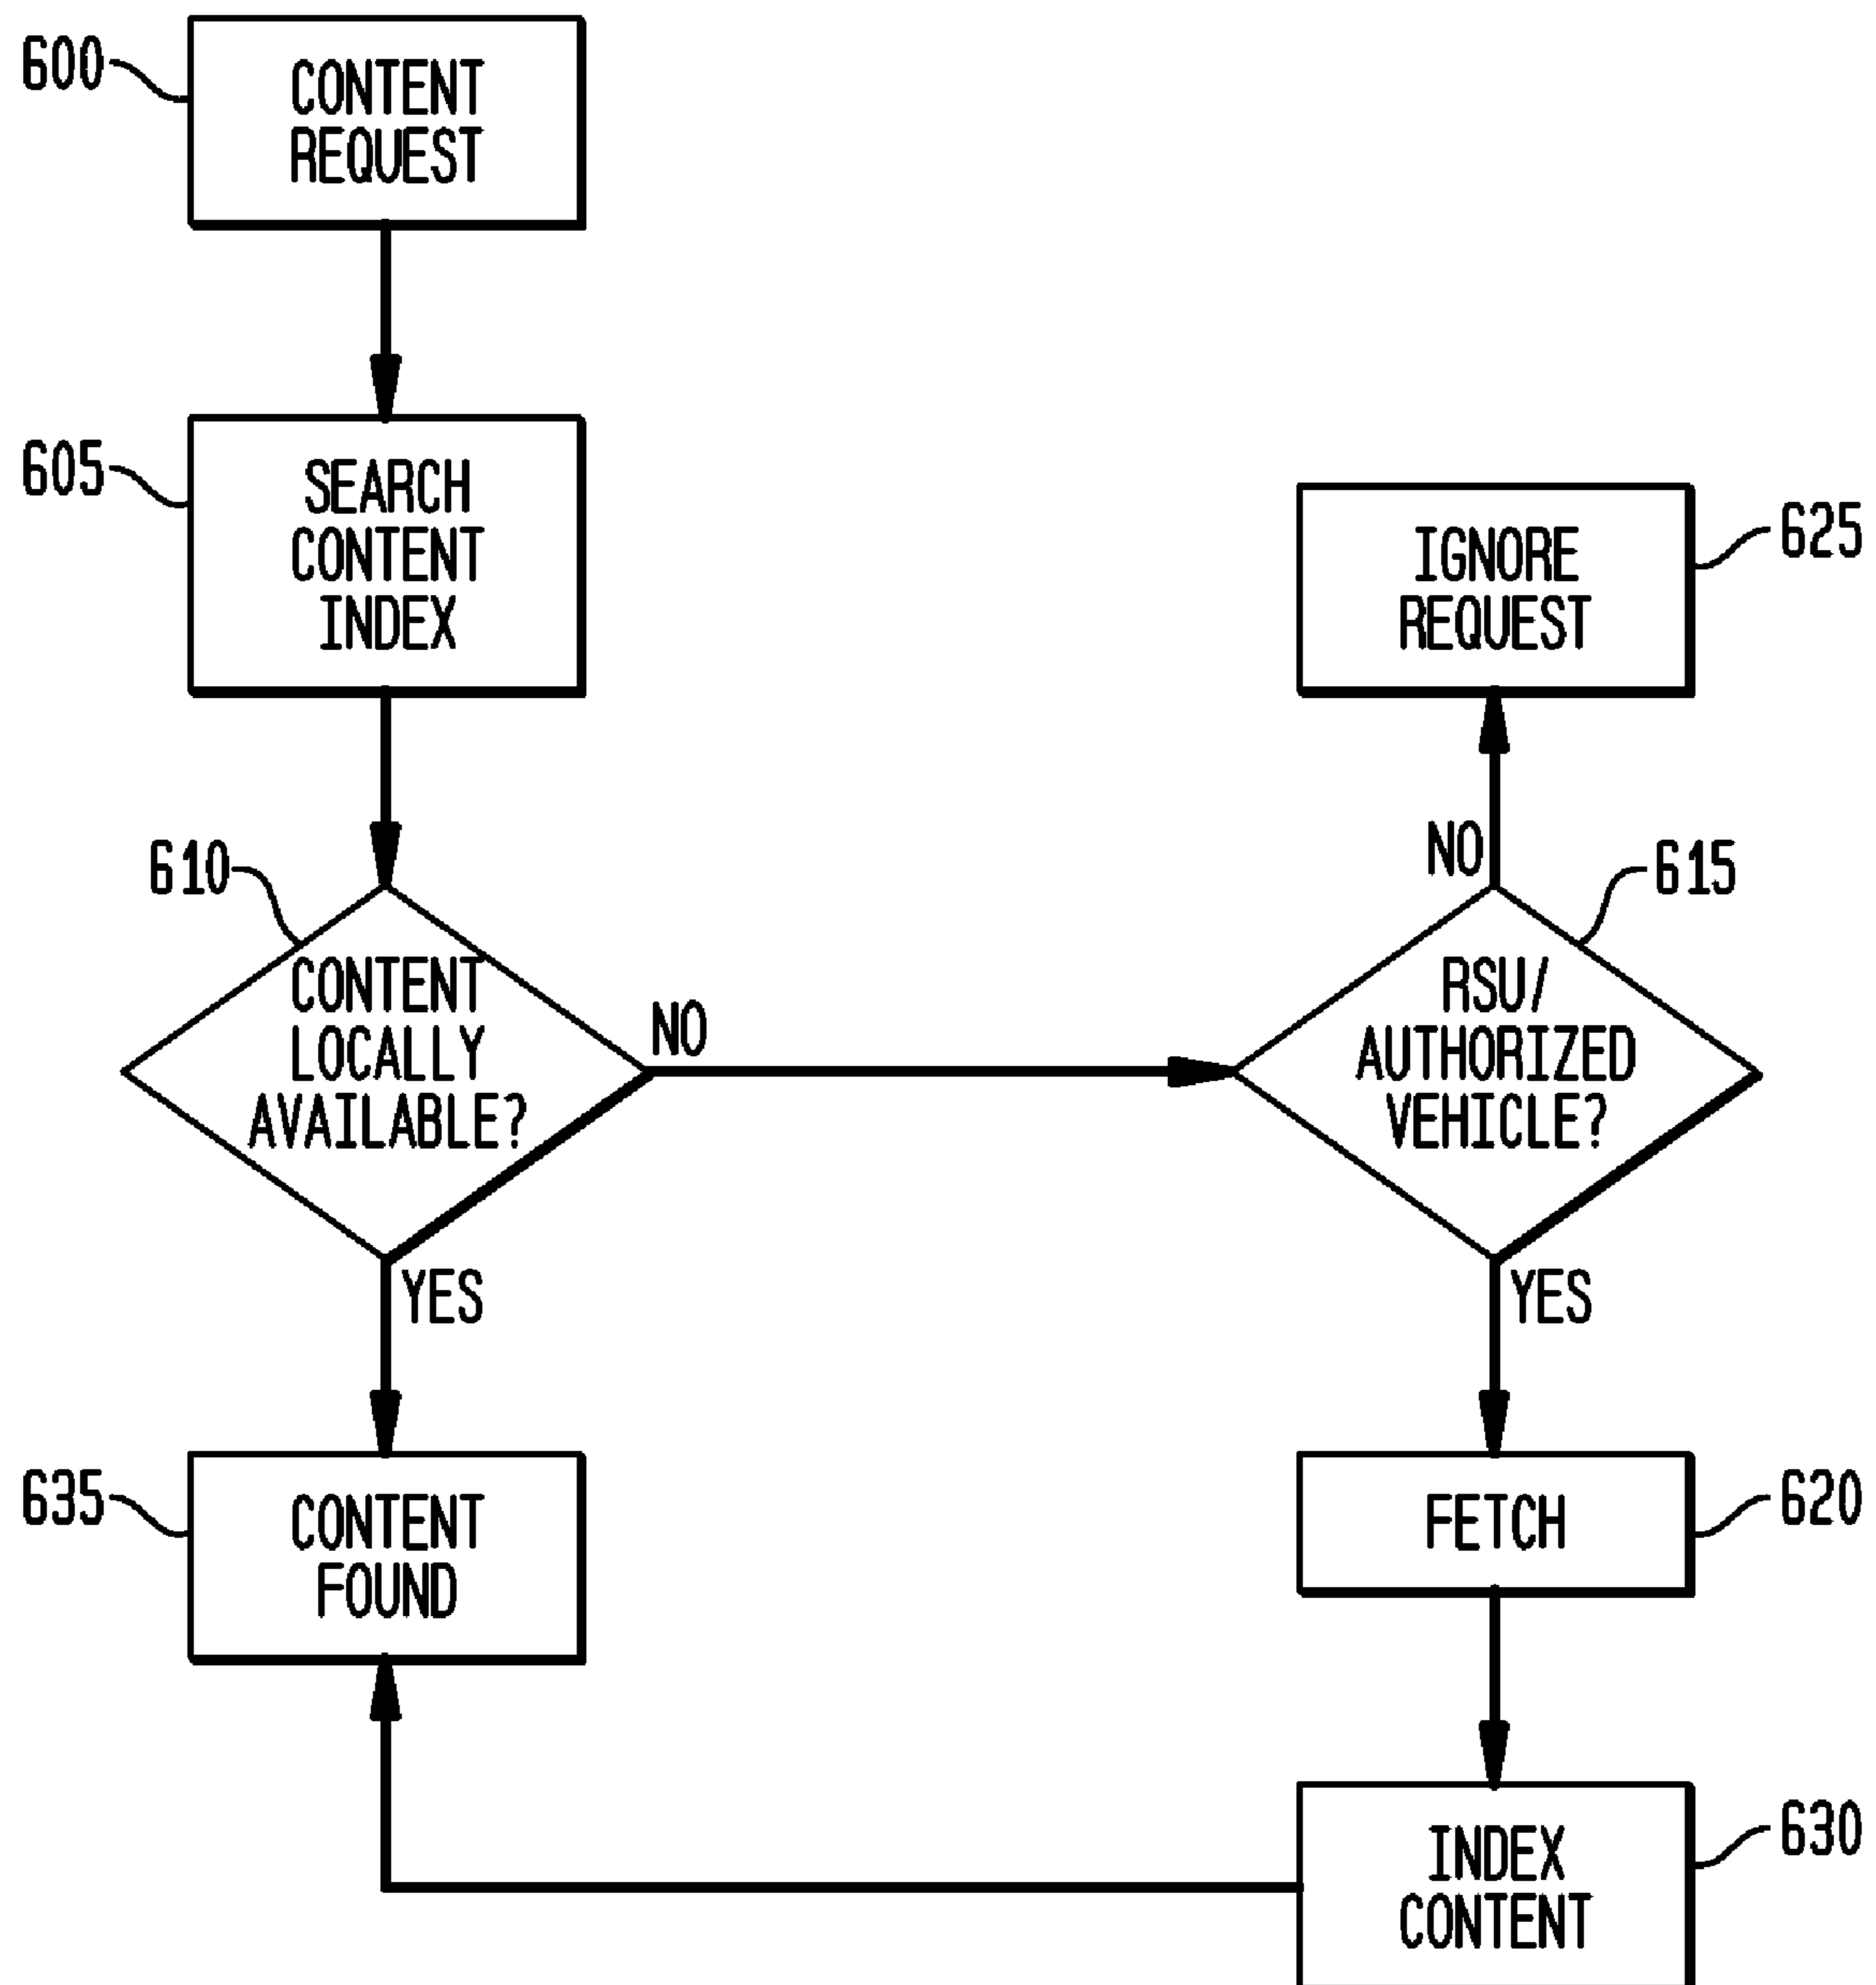 600
CONTENT
REQUEST
605
SEARCH
CONTENT
INDEX
625
IGNORE
REQUEST
610
CONTENT
LOCALLY
AVAILABLE?
NO
YES
NO
615
RSU/
AUTHORIZED
VEHICLE?
YES
635
CONTENT
FOUND
620
FETCH
630
INDEX
CONTENT